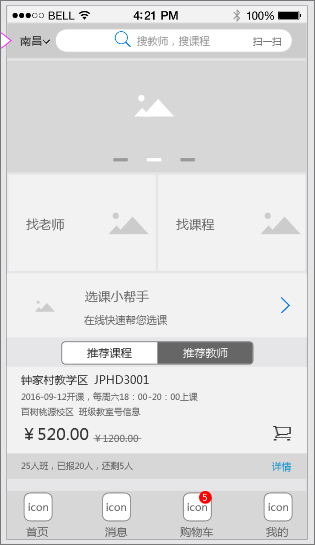 BELL 4:21 PM 100%
南昌 搜教师，搜课程 扫一扫
找老师 找课程
选课小帮手
在线快速帮您选课
推荐课程 推荐教师
钟家村教学区 JPHD3001
2016-09-12开课，每周六18：00-20：00上课
百树桃源校区 班级教室号信息
￥520.00 ￥1200.00
25人班，已报20人，还剩5人 详情
icon icon icon 5 icon
首页 消息 购物车 我的